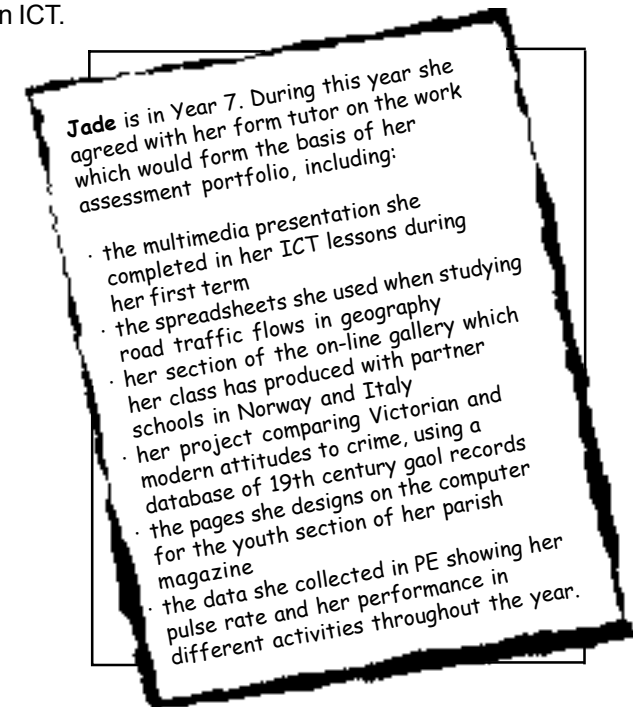 n ICT.
Jade is in Year 7. During this year she
agreed with her form tutor on the work
which would form the basis of her
assessment portfolio, including:
· the multimedia presentation she
completed in her ICT lessons during
her first term
· the spreadsheets she used when studying
road traffic flows in geography
· her section of the on-line gallery which
her class has produced with partner
schools in Norway and Italy
· her project comparing Victorian and
modern attitudes to crime, using a
database of 19th century gaol records
· the pages she designs on the computer
for the youth section of her parish
magazine
· the data she collected in PE showing her
pulse rate and her performance in
different activities throughout the year.